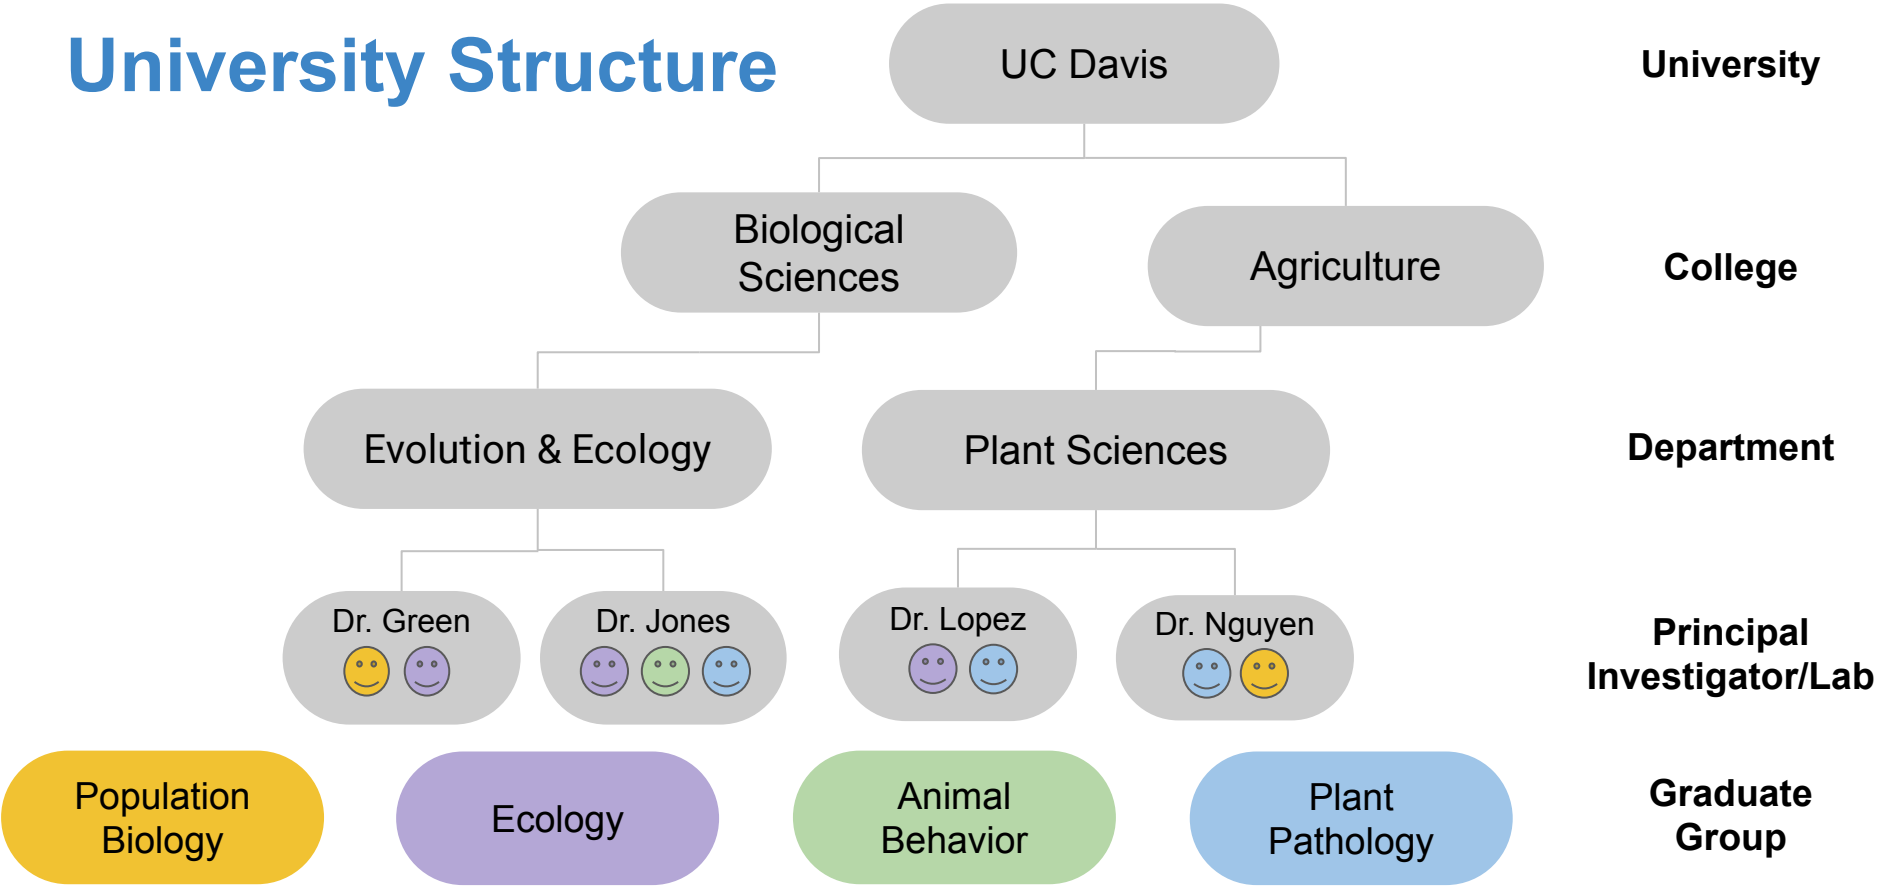 University Structure
UC Davis
University
Biological
Sciences
Agriculture
College
Evolution & Ecology
Plant Sciences
Department
Dr. Green
Dr. Jones
Dr. Lopez
Dr. Nguyen
Principal
Investigator/Lab
Population
Biology
Ecology
Animal
Behavior
Plant
Pathology
Graduate
Group